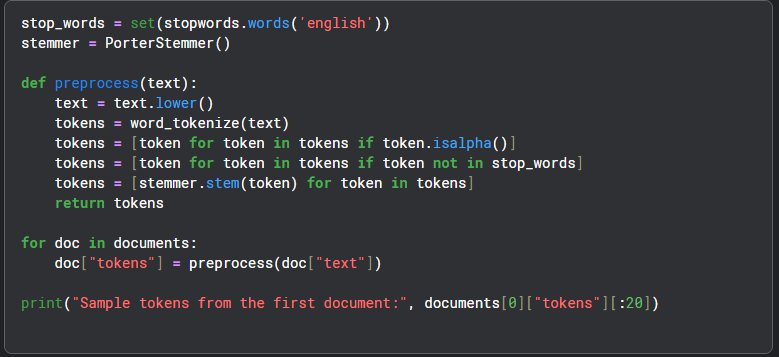 stop_words = set(stopwords.words('english'))
stemmer = PorterStemmer()

def preprocess(text):
    text = text.lower()
    tokens = word_tokenize(text)
    tokens = [token for token in tokens if token.isalpha()]
    tokens = [token for token in tokens if token not in stop_words]
    tokens = [stemmer.stem(token) for token in tokens]
    return tokens

for doc in documents:
    doc["tokens"] = preprocess(doc["text"])

print("Sample tokens from the first document:", documents[0]["tokens"][:20])